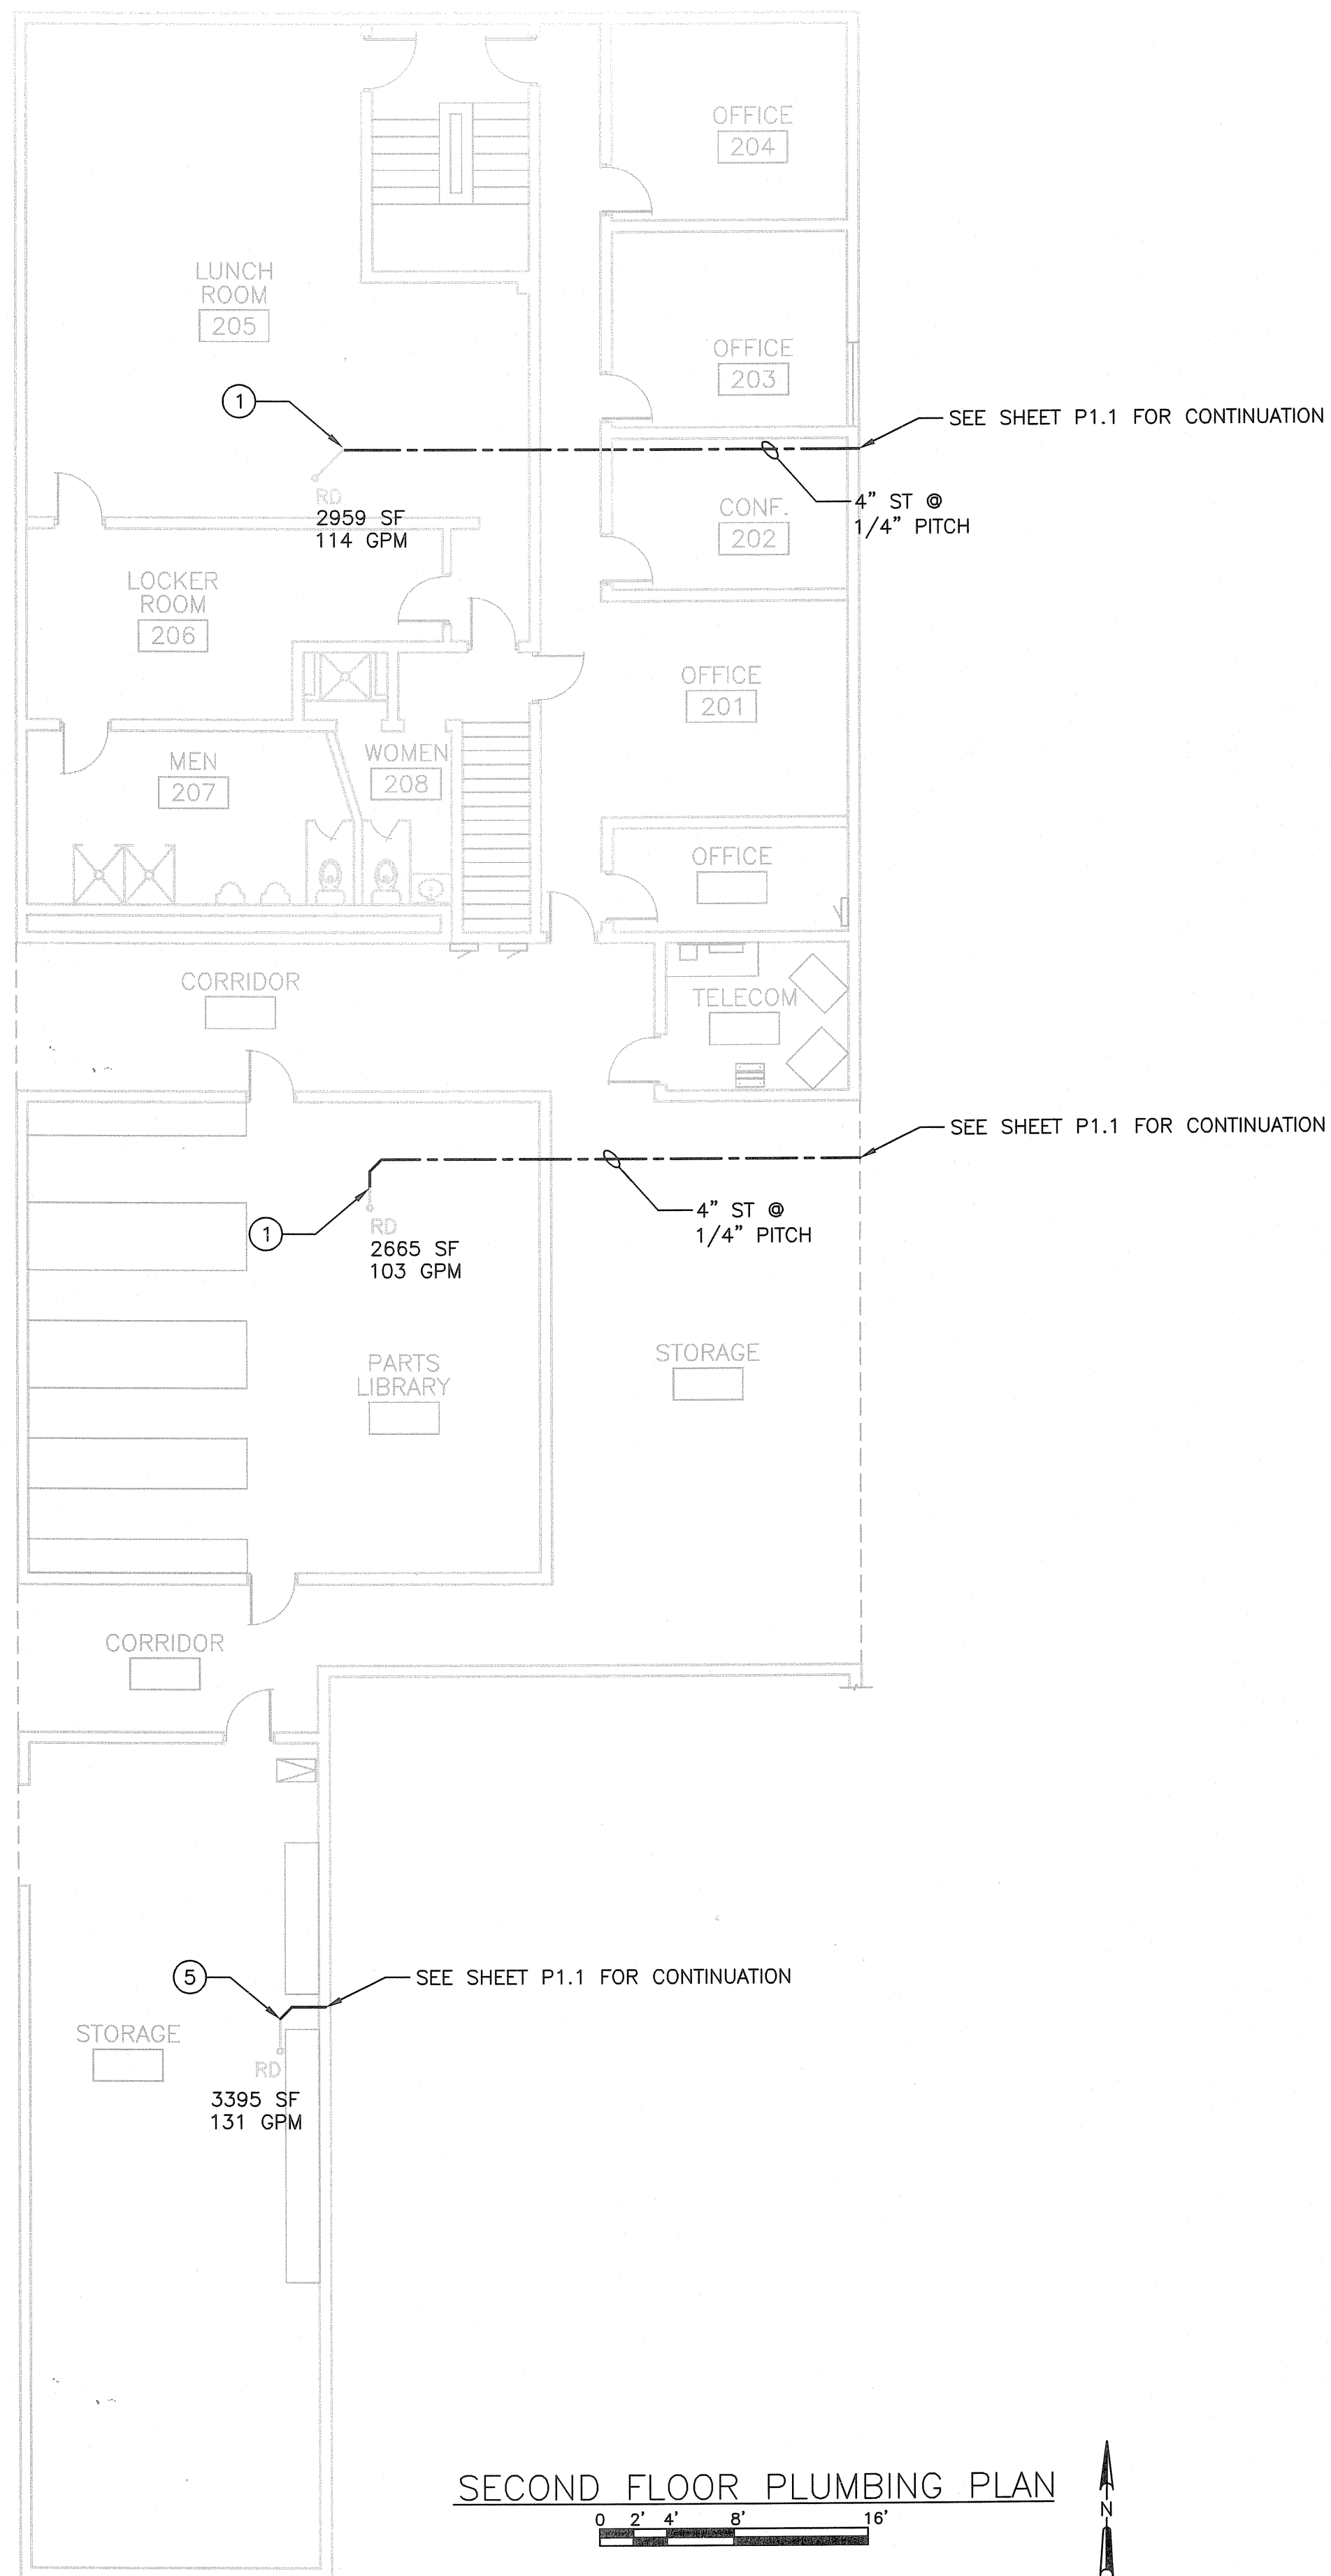 OFFICE
204
LUNCH
ROOM
205
OFFICE
203
1
SEE SHEET P1.1 FOR CONTINUATION
RD
2959 SF
114 GPM
4" ST @
1/4" PITCH
CONF.
202
LOCKER
ROOM
206
OFFICE
201
MEN
207
WOMEN
208
OFFICE
CORRIDOR
TELECOM
SEE SHEET P1.1 FOR CONTINUATION
1
RD
2665 SF
103 GPM
4" ST @
1/4" PITCH
PARTS
LIBRARY
STORAGE
CORRIDOR
5
SEE SHEET P1.1 FOR CONTINUATION
STORAGE
RD
3395 SF
131 GPM
SECOND FLOOR PLUMBING PLAN
0 2' 4' 8' 16'
N